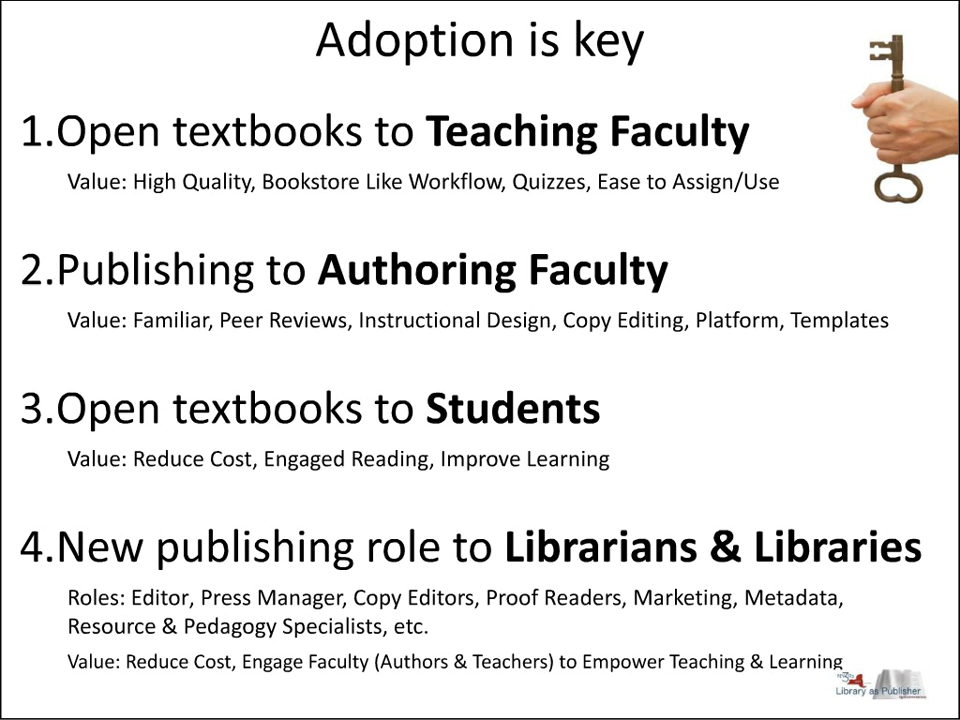 Adoption is key
1.Open textbooks to Teaching Faculty
Value: High Quality, Bookstore Like Workflow, Quizzes, Ease to Assign/Use
2.Publishing to Authoring Faculty
Value: Familiar, Peer Reviews, Instructional Design, Copy Editing, Platform, Templates
3.Open textbooks to Students
Value: Reduce Cost, Engaged Reading, Improve Learning
4.New publishing role to Librarians & Libraries
Roles: Editor, Press Manager, Copy Editors, Proof Readers, Marketing, Metadata,
Resource & Pedagogy Specialists, etc.
Value: Reduce Cost, Engage Faculty (Authors & Teachers) to Empower Teaching & Learning
Library as Publisher